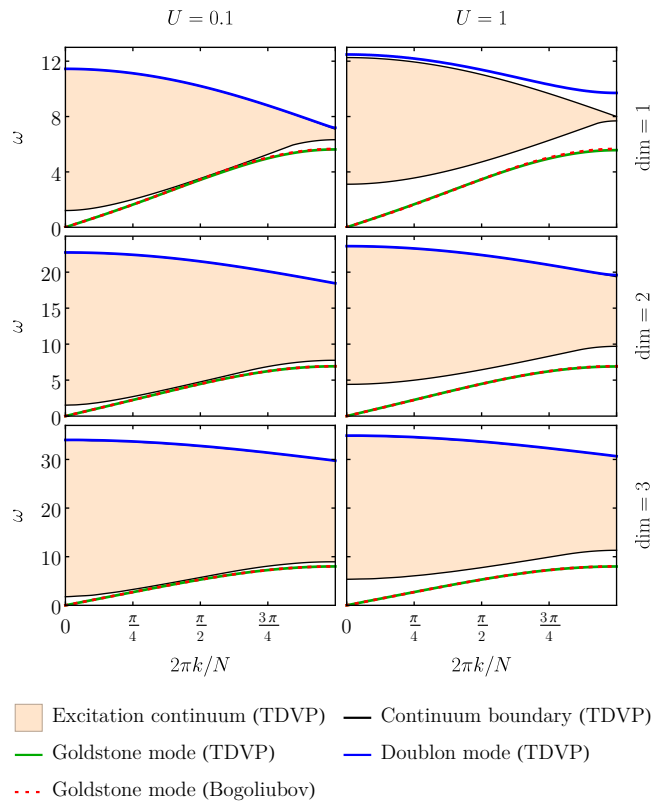 U = 0.1
U = 1
12
8
4
0
ω
dim = 1
20
15
10
5
0
ω
dim = 2
30
20
10
0
ω
dim = 3
0 π/4 π/2 3π/4
0 π/4 π/2 3π/4
2πk/N
2πk/N
Excitation continuum (TDVP)
Continuum boundary (TDVP)
Goldstone mode (TDVP)
Doublon mode (TDVP)
Goldstone mode (Bogoliubov)